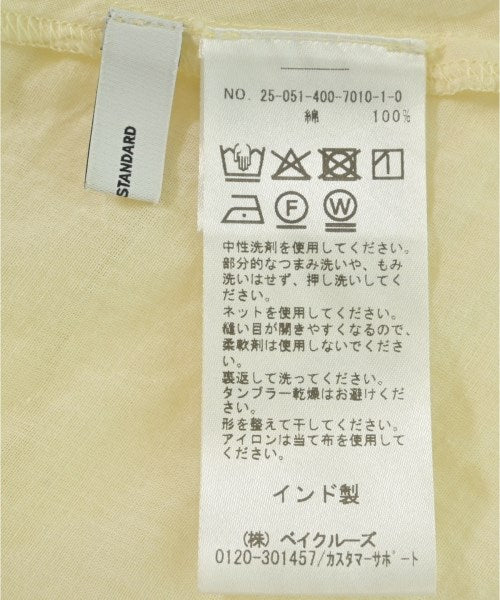 STANDARD
NO. 25-051-400-7010-1-0
綿 100%
F W
中性洗剤を使用してください。
部分的なつまみ洗いや、もみ
洗いはせず、押し洗いしてく
ださい。
ネットを使用してください。
縫い目が開きやすくなるので、
柔軟剤は使用しないでくださ
い。
裏返して洗ってください。
タンブラー乾燥はお避けくだ
さい。
形を整えて干してください。
アイロンは当て布を使用して
ください。
インド製
(株) ベイクルーズ
0120-301457/カスタマーサポート